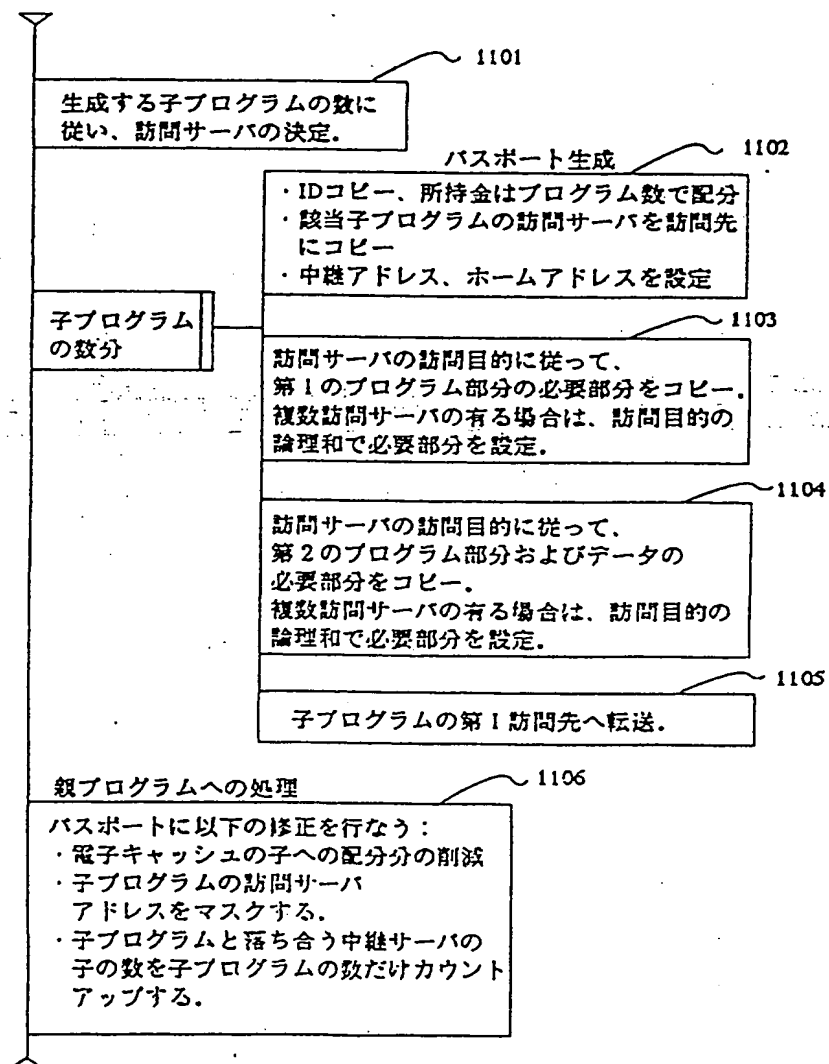 1101
生成する子プログラムの数に
従い、訪問サーバの決定.
パスポート生成
1102
・IDコピー、所持金はプログラム数で配分
・該当子プログラムの訪問サーバを訪問先
にコピー
・中継アドレス、ホームアドレスを設定
子プログラム
の数分
1103
訪問サーバの訪問目的に従って、
第1のプログラム部分の必要部分をコピー.
複数訪問サーバの有る場合は、訪問目的の
論理和で必要部分を設定.
1104
訪問サーバの訪問目的に従って、
第2のプログラム部分およびデータの
必要部分をコピー.
複数訪問サーバの有る場合は、訪問目的の
論理和で必要部分を設定.
1105
子プログラムの第1訪問先へ転送.
親プログラムへの処理
1106
パスポートに以下の修正を行なう:
・電子キャッシュの子への配分分の削減
・子プログラムの訪問サーバ
アドレスをマスクする.
・子プログラムと落ち合う中継サーバの
子の数を子プログラムの数だけカウント
アップする.